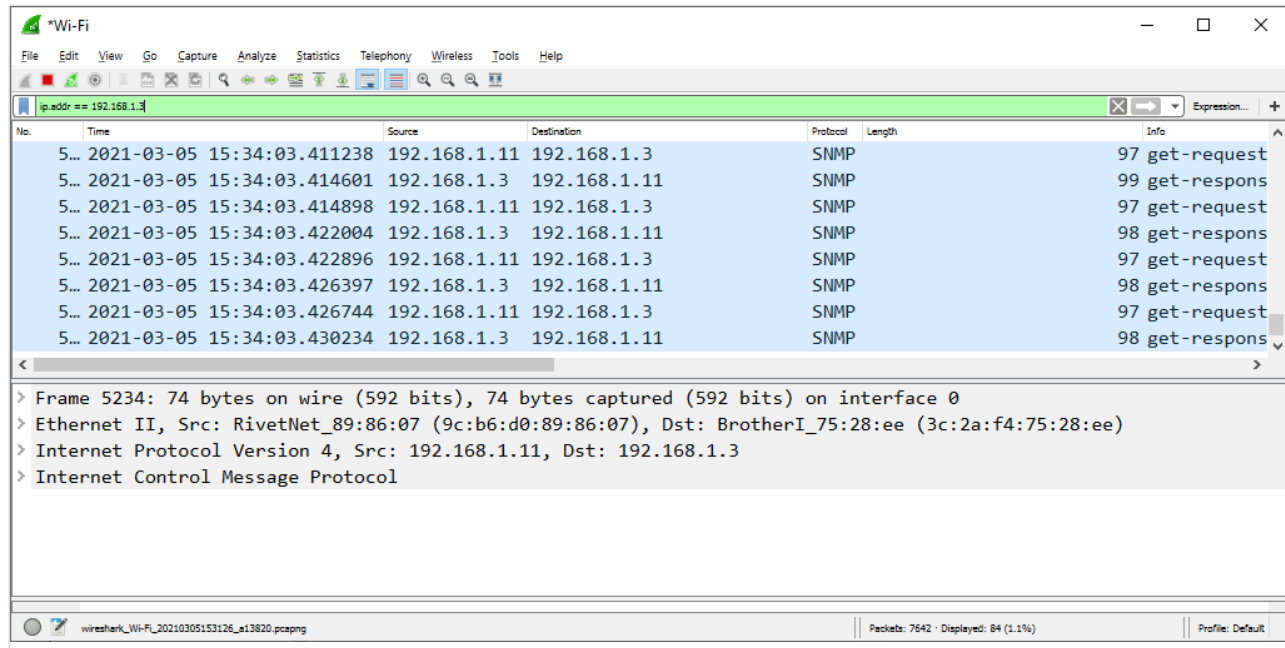 *Wi-Fi
File Edit View Go Capture Analyze Statistics Telephony Wireless Tools Help
ip.addr == 192.168.1.3 Expression... +
No. Time Source Destination Protocol Length Info
5… 2021-03-05 15:34:03.411238 192.168.1.11 192.168.1.3 SNMP 97 get-request
5… 2021-03-05 15:34:03.414601 192.168.1.3 192.168.1.11 SNMP 99 get-respons
5… 2021-03-05 15:34:03.414898 192.168.1.11 192.168.1.3 SNMP 97 get-request
5… 2021-03-05 15:34:03.422004 192.168.1.3 192.168.1.11 SNMP 98 get-respons
5… 2021-03-05 15:34:03.422896 192.168.1.11 192.168.1.3 SNMP 97 get-request
5… 2021-03-05 15:34:03.426397 192.168.1.3 192.168.1.11 SNMP 98 get-respons
5… 2021-03-05 15:34:03.426744 192.168.1.11 192.168.1.3 SNMP 97 get-request
5… 2021-03-05 15:34:03.430234 192.168.1.3 192.168.1.11 SNMP 98 get-respons
> Frame 5234: 74 bytes on wire (592 bits), 74 bytes captured (592 bits) on interface 0
> Ethernet II, Src: RivetNet_89:86:07 (9c:b6:d0:89:86:07), Dst: BrotherI_75:28:ee (3c:2a:f4:75:28:ee)
> Internet Protocol Version 4, Src: 192.168.1.11, Dst: 192.168.1.3
> Internet Control Message Protocol
wireshark_Wi-Fi_20210305153126_a13820.pcapng Packets: 7642 · Displayed: 84 (1.1%) Profile: Default